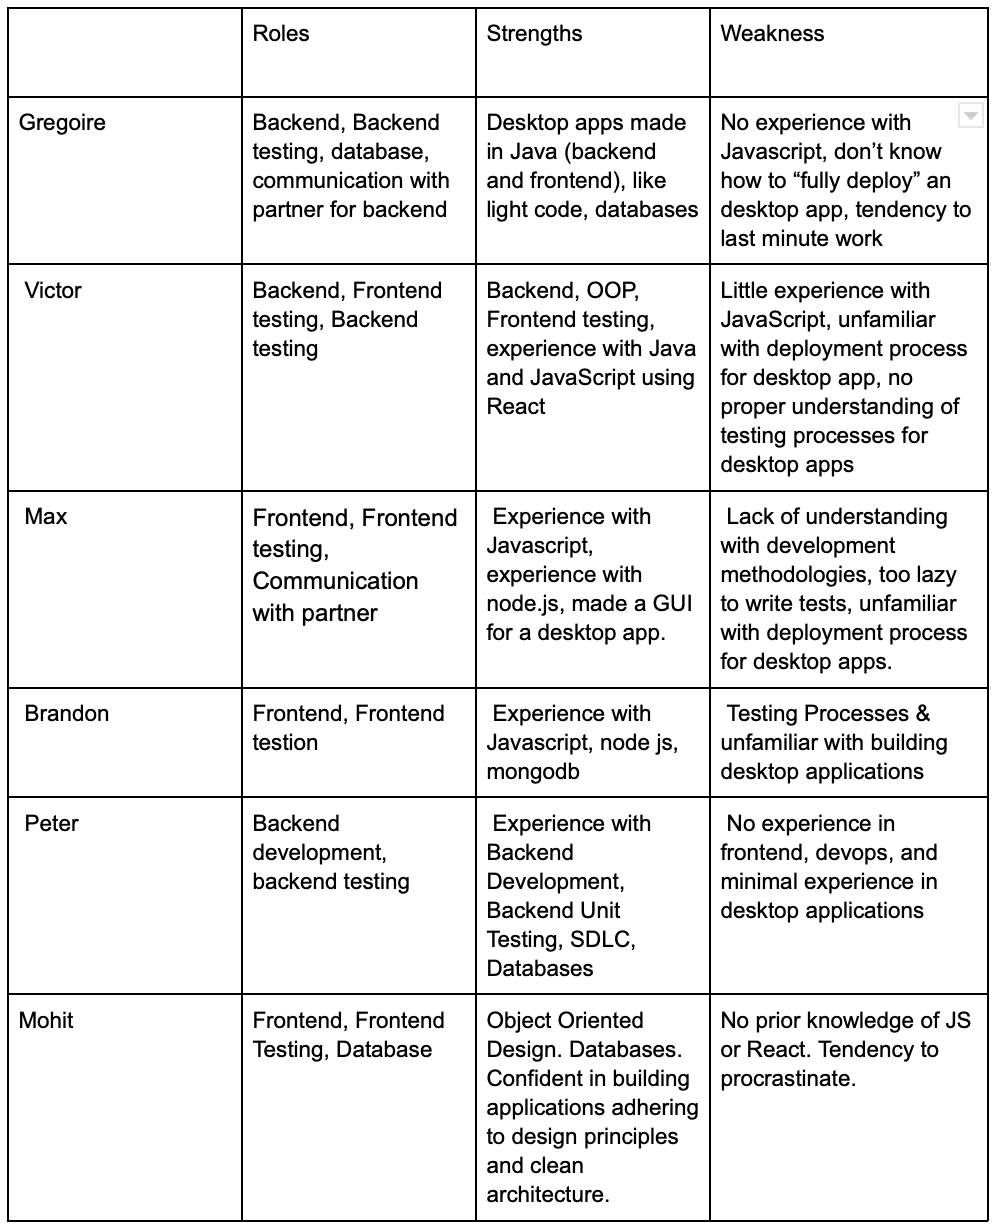 Roles
Strengths
Weakness
Gregoire
Backend, Backend
testing, database,
communication with
partner for backend
Desktop apps made
in Java (backend
and frontend), like
light code, databases
No experience with
Javascript, don’t know
how to “fully deploy” an
desktop app, tendency to
last minute work
Victor
Backend, Frontend
testing, Backend
testing
Backend, OOP,
Frontend testing,
experience with Java
and JavaScript using
React
Little experience with
JavaScript, unfamiliar
with deployment process
for desktop app, no
proper understanding of
testing processes for
desktop apps
Max
Frontend, Frontend
testing,
Communication
with partner
Experience with
Javascript,
experience with
node.js, made a GUI
for a desktop app.
Lack of understanding
with development
methodologies, too lazy
to write tests, unfamiliar
with deployment process
for desktop apps.
Brandon
Frontend, Frontend
testion
Experience with
Javascript, node js,
mongodb
Testing Processes &
unfamiliar with building
desktop applications
Peter
Backend
development,
backend testing
Experience with
Backend
Development,
Backend Unit
Testing, SDLC,
Databases
No experience in
frontend, devops, and
minimal experience in
desktop applications
Mohit
Frontend, Frontend
Testing, Database
Object Oriented
Design. Databases.
Confident in building
applications adhering
to design principles
and clean
architecture.
No prior knowledge of JS
or React. Tendency to
procrastinate.